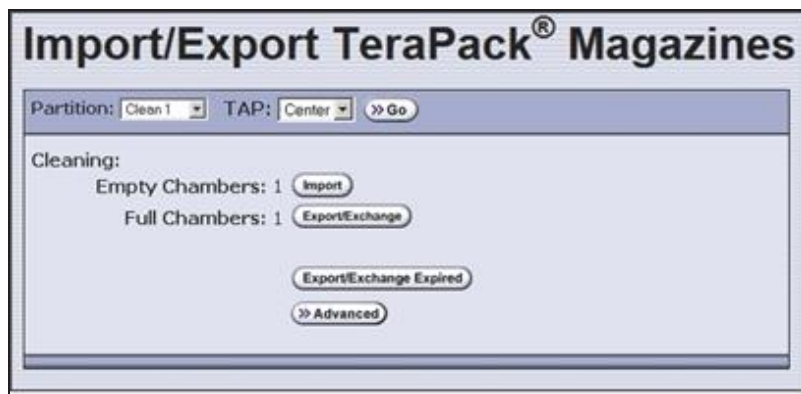 Import/Export TeraPack® Magazines
Partition: Clean 1 TAP: Center >> Go
Cleaning:
Empty Chambers: 1 Import
Full Chambers: 1 Export/Exchange
Export/Exchange Expired
>> Advanced